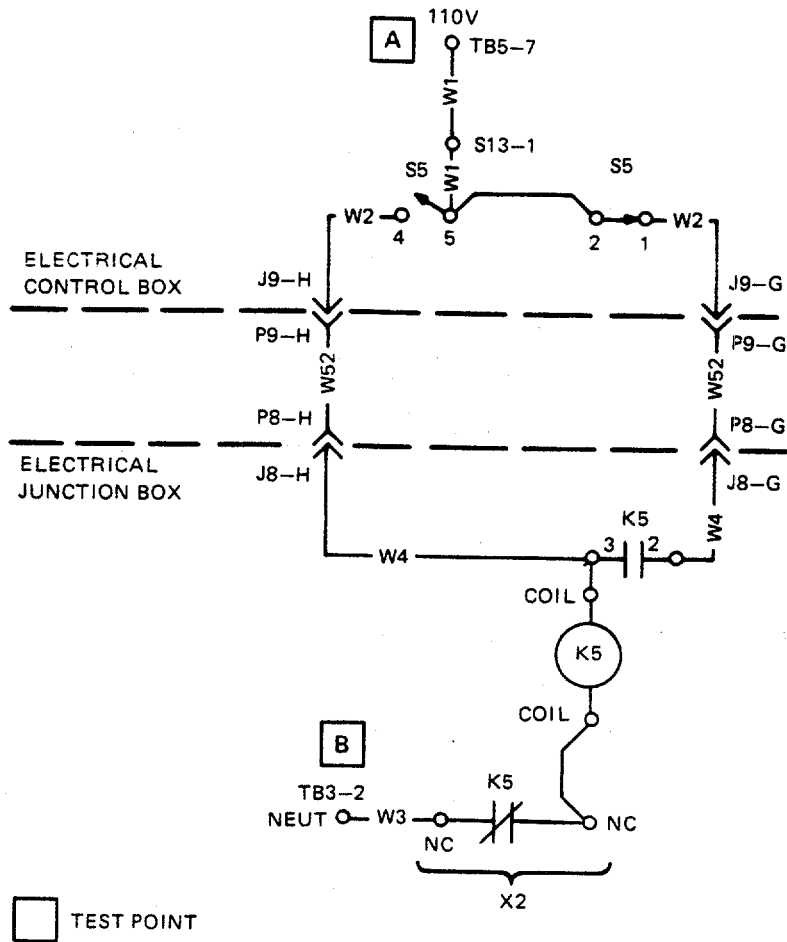 110V
A
TB5-7
W1
S13-1
W1
S5
S5
W2
4
5
2
1
W2
ELECTRICAL
CONTROL BOX
J9-H
J9-G
P9-H
P9-G
W52
W52
P8-H
P8-G
ELECTRICAL
JUNCTION BOX
J8-H
J8-G
K5
W4
W4
3
2
COIL
K5
COIL
B
TB3-2
K5
NEUT
W3
NC
NC
X2
TEST POINT